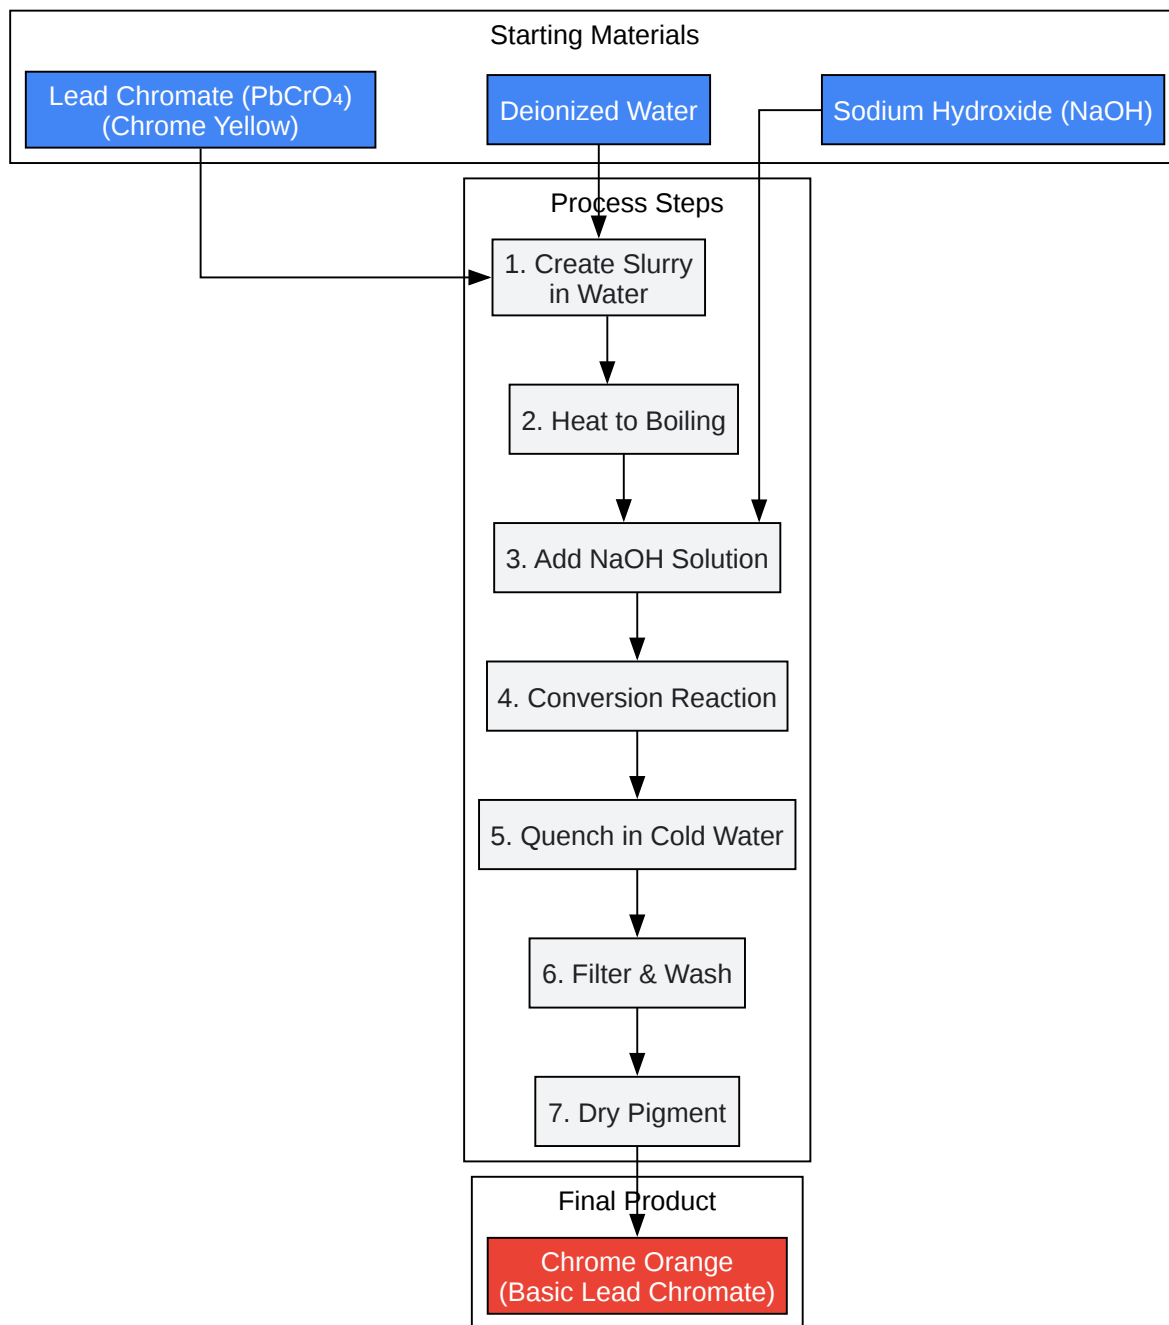 Starting Materials
Lead Chromate (PbCrO₄)
(Chrome Yellow)
Deionized Water
Sodium Hydroxide (NaOH)
Process Steps
1. Create Slurry
in Water
2. Heat to Boiling
3. Add NaOH Solution
4. Conversion Reaction
5. Quench in Cold Water
6. Filter & Wash
7. Dry Pigment
Final Product
Chrome Orange
(Basic Lead Chromate)